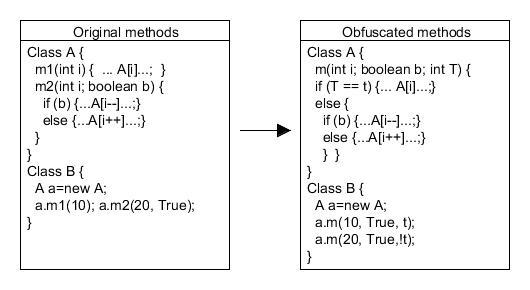 Original methods
Class A {
m1(int i) { ... A[i]...; }
m2(int i; boolean b) {
if (b) {...A[i--]...;}
else {...A[i++]...;}
}
}
Class B {
A a=new A;
a.m1(10); a.m2(20, True);
}
Obfuscated methods
Class A {
m(int i; boolean b; int T) {
if (T == t) {... A[i]...;}
else {
if (b) {...A[i--]...;}
else {...A[i++]...;}
} }
}
Class B {
A a=new A;
a.m(10, True, t);
a.m(20, True,!t);
}